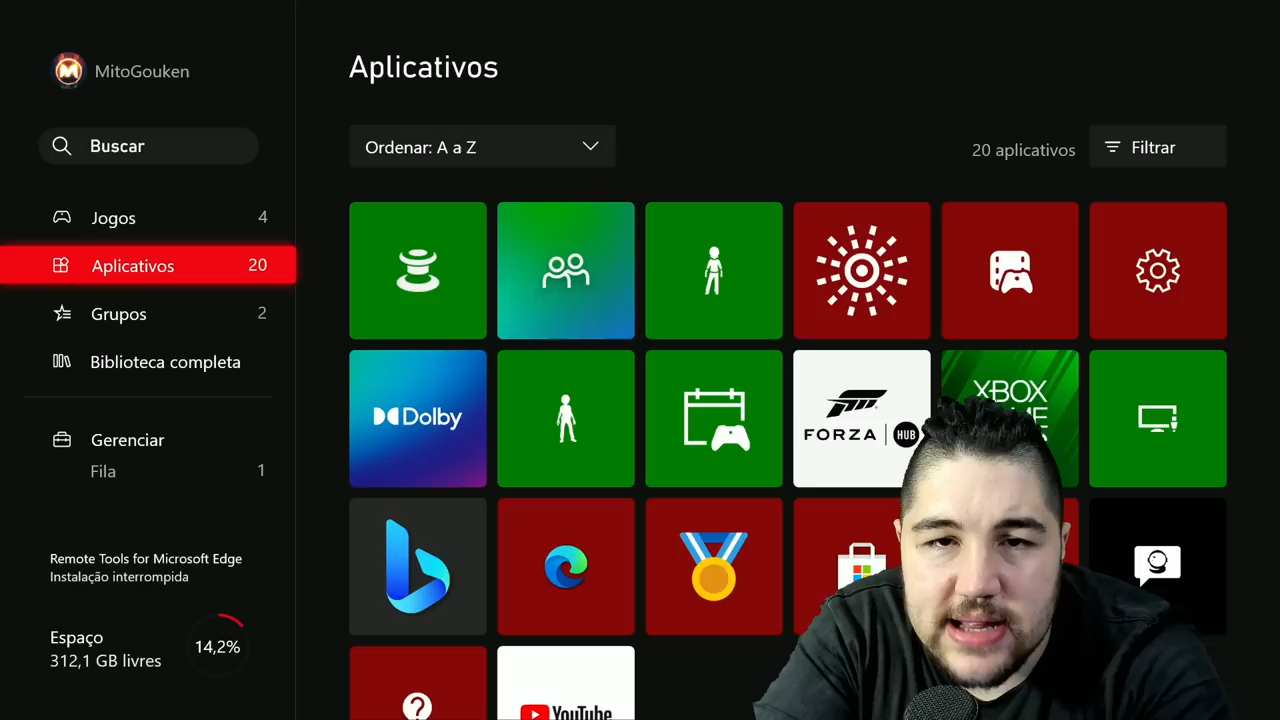 MitoGouken
Buscar
Jogos 4
Aplicativos 20
Grupos 2
Biblioteca completa
Gerenciar
Fila 1
Remote Tools for Microsoft Edge
Instalação interrompida
Espaço
312,1 GB livres
14,2%
Aplicativos
Ordenar: A a Z
20 aplicativos
Filtrar
Dolby
FORZA | HUB
XBOX
YouTube